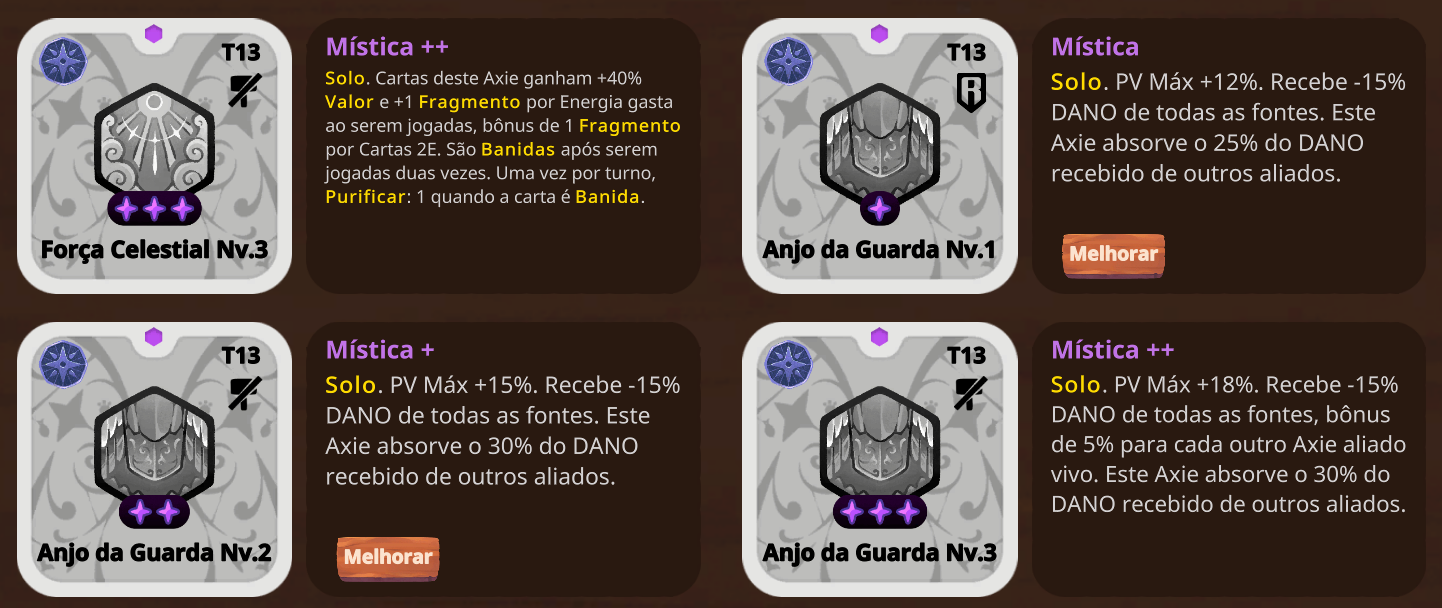 T13
Força Celestial Nv.3
Mística ++
Solo. Cartas deste Axie ganham +40%
Valor e +1 Fragmento por Energia gasta
ao serem jogadas, bônus de 1 Fragmento
por Cartas 2E. São Banidas após serem
jogadas duas vezes. Uma vez por turno,
Purificar: 1 quando a carta é Banida.
T13
R
Anjo da Guarda Nv.1
Mística
Solo. PV Máx +12%. Recebe -15%
DANO de todas as fontes. Este
Axie absorve o 25% do DANO
recebido de outros aliados.
Melhorar
T13
Anjo da Guarda Nv.2
Mística +
Solo. PV Máx +15%. Recebe -15%
DANO de todas as fontes. Este
Axie absorve o 30% do DANO
recebido de outros aliados.
Melhorar
T13
Anjo da Guarda Nv.3
Mística ++
Solo. PV Máx +18%. Recebe -15%
DANO de todas as fontes, bônus
de 5% para cada outro Axie aliado
vivo. Este Axie absorve o 30% do
DANO recebido de outros aliados.